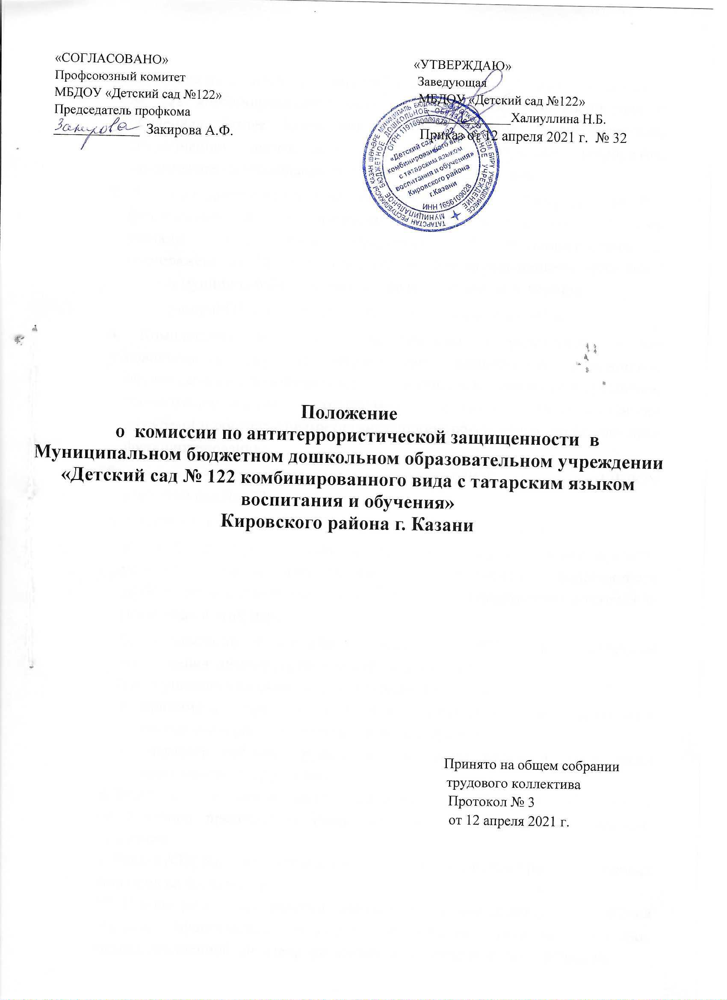 «СОГЛАСОВАНО»
Профсоюзный комитет
МБДОУ «Детский сад №122»
Председатель профкома
Закирова Закирова А.Ф.
«УТВЕРЖДАЮ»
Заведующая
МБДОУ «Детский сад №122»
Халиуллина Н.Б.
Приказ от 12 апреля 2021 г. № 32
ТАТАРСТАН РЕСПУБЛИКАСЫ КАЗАН ШӘҺӘРЕ МУНИЦИПАЛЬ БЮДЖЕТ МӘКТӘПКӘЧӘ БЕЛЕМ БИРҮ УЧРЕЖДЕНИЕСЕ
МУНИЦИПАЛЬНОЕ БЮДЖЕТНОЕ ДОШКОЛЬНОЕ ОБРАЗОВАТЕЛЬНОЕ УЧРЕЖДЕНИЕ
ОГРН 1191690063828
«Детский сад № 122
комбинированного вида
с татарским языком
воспитания и обучения»
Кировского района
г.Казани
ИНН 1656109028
Положение
о комиссии по антитеррористической защищенности в
Муниципальном бюджетном дошкольном образовательном учреждении
«Детский сад № 122 комбинированного вида с татарским языком
воспитания и обучения»
Кировского района г. Казани
Принято на общем собрании
трудового коллектива
Протокол № 3
от 12 апреля 2021 г.